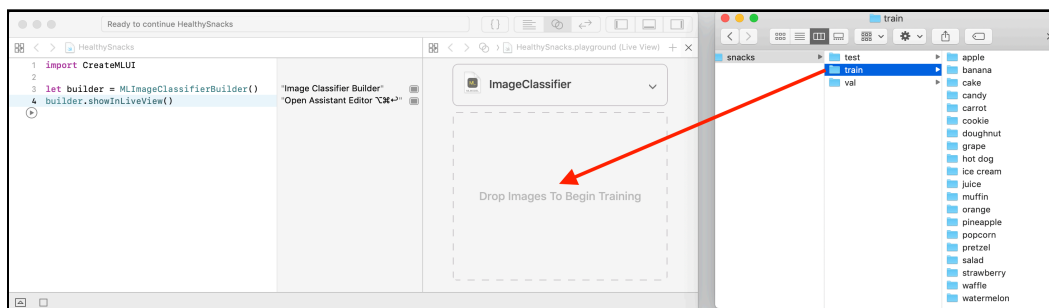 Ready to continue HealthySnacks
HealthySnacks
HealthySnacks.playground (Live View)
1 import CreateMLUI
2
3 let builder = MLImageClassifierBuilder()
4 builder.showInLiveView()
"Image Classifier Builder"
"Open Assistant Editor ⌥⌘↩"
ImageClassifier
Drop Images To Begin Training
train
snacks
test
train
val
apple
banana
cake
candy
carrot
cookie
doughnut
grape
hot dog
ice cream
juice
muffin
orange
pineapple
popcorn
pretzel
salad
strawberry
waffle
watermelon